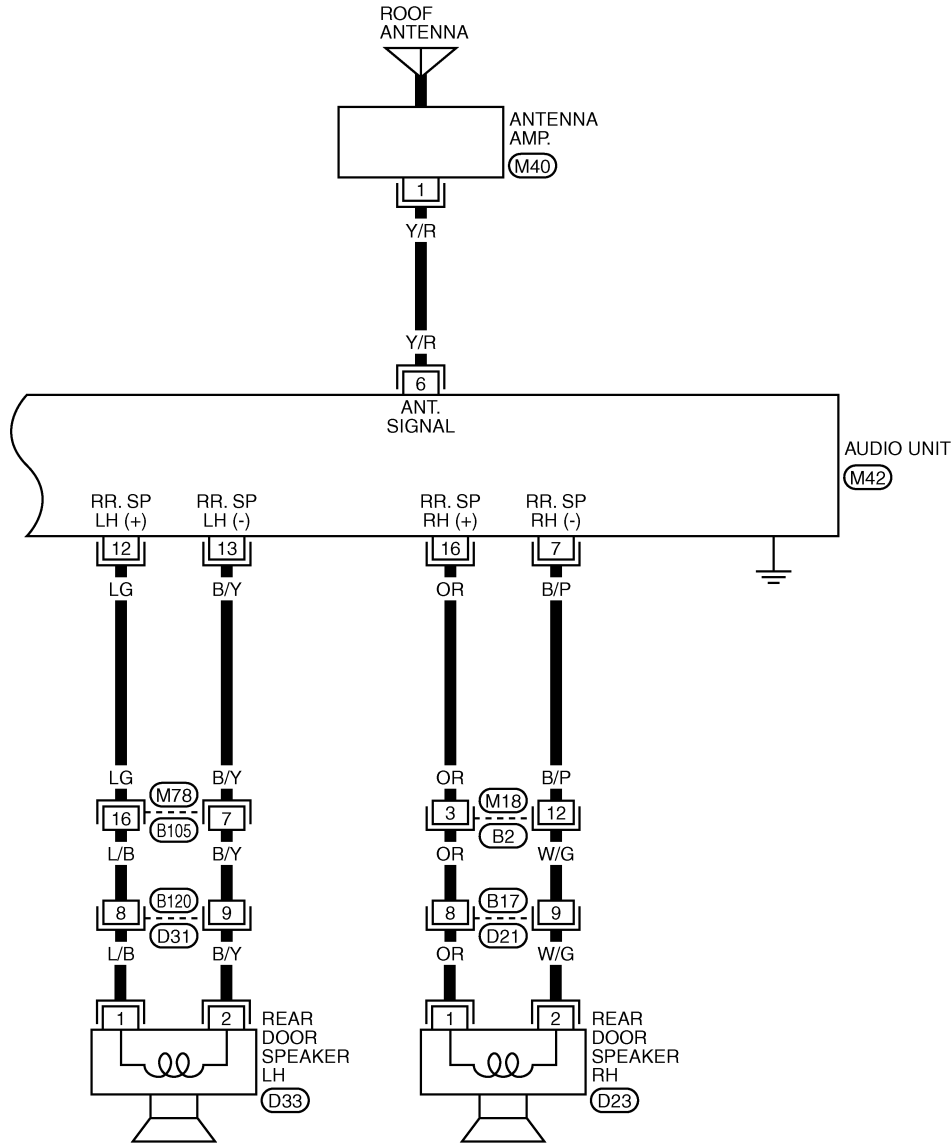 ROOF
ANTENNA
ANTENNA
AMP.
M40
1
Y/R
Y/R
6
ANT.
SIGNAL
AUDIO UNIT
M42
RR. SP
LH (+)
RR. SP
LH (-)
RR. SP
RH (+)
RR. SP
RH (-)
12
13
16
7
LG
B/Y
OR
B/P
LG
B/Y
OR
B/P
16
M78
B105
7
3
M18
B2
12
L/B
B/Y
OR
W/G
8
B120
D31
9
8
B17
D21
9
L/B
B/Y
OR
W/G
1
2
REAR
DOOR
SPEAKER
LH
D33
1
2
REAR
DOOR
SPEAKER
RH
D23